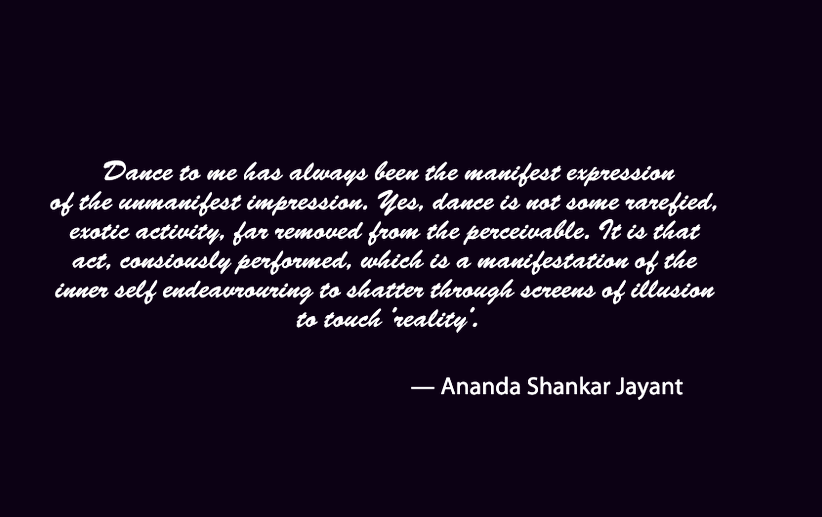 Dance to me has always been the manifest expression
of the unmanifest impression. Yes, dance is not some rarefied,
exotic activity, far removed from the perceivable. It is that
act, consiously performed, which is a manifestation of the
inner self endeavrouring to shatter through screens of illusion
to touch 'reality'.
— Ananda Shankar Jayant